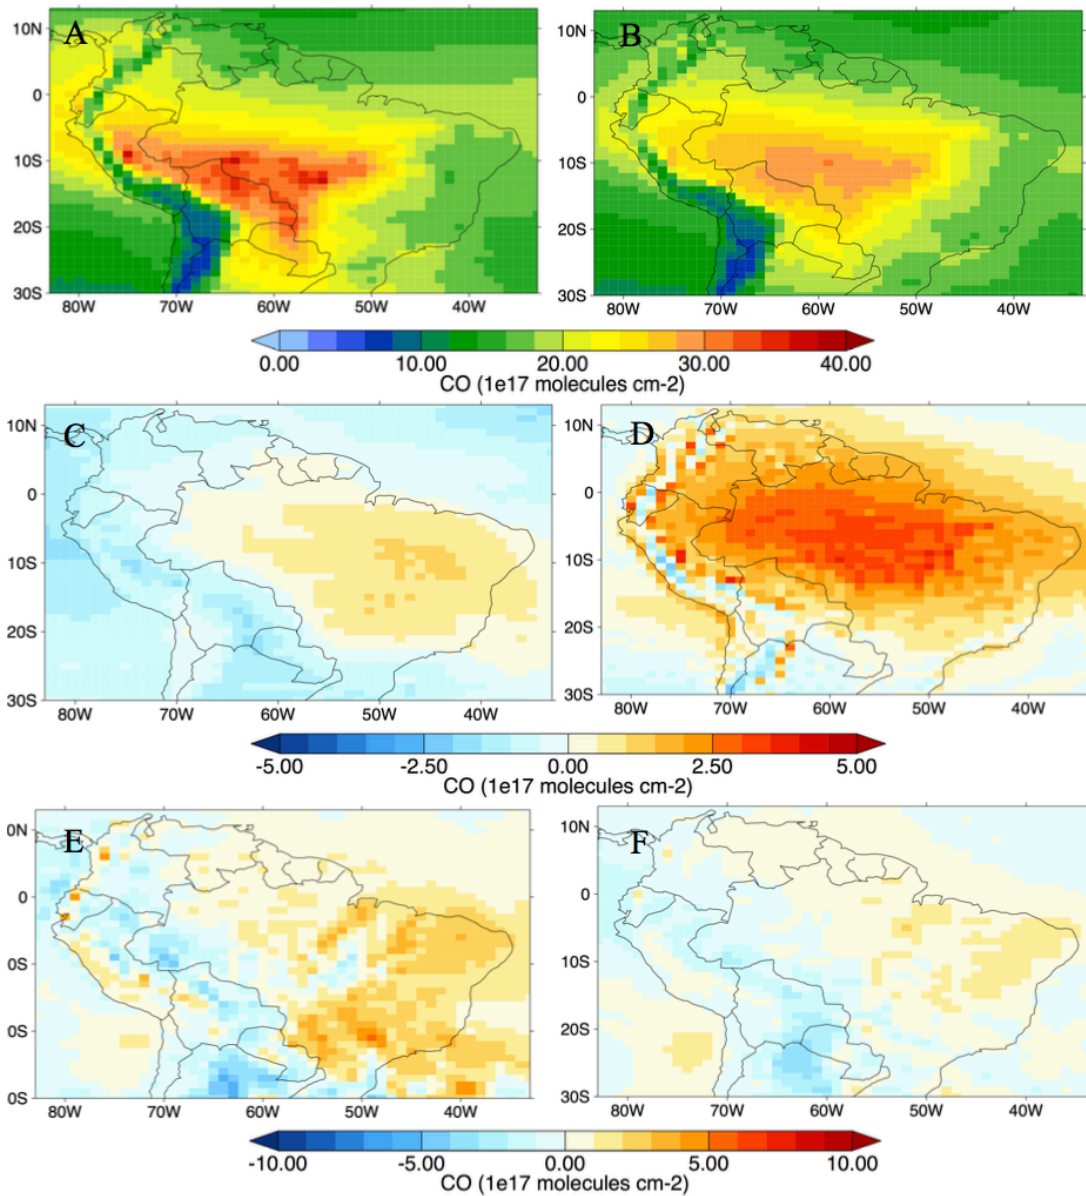 A B
10N 10N
0 0
10S 10S
20S 20S
30S 30S
80W 70W 60W 50W 40W 80W 70W 60W 50W 40W
0.00 10.00 20.00 30.00 40.00
CO (1e17 molecules cm-2)
C D
10N 10N
0 0
10S 10S
20S 20S
30S 30S
80W 70W 60W 50W 40W 80W 70W 60W 50W 40W
-5.00 -2.50 0.00 2.50 5.00
CO (1e17 molecules cm-2)
E F
0N 10N
0 0
0S 10S
0S 20S
0S 30S
80W 70W 60W 50W 40W 80W 70W 60W 50W 40W
-10.00 -5.00 0.00 5.00 10.00
CO (1e17 molecules cm-2)